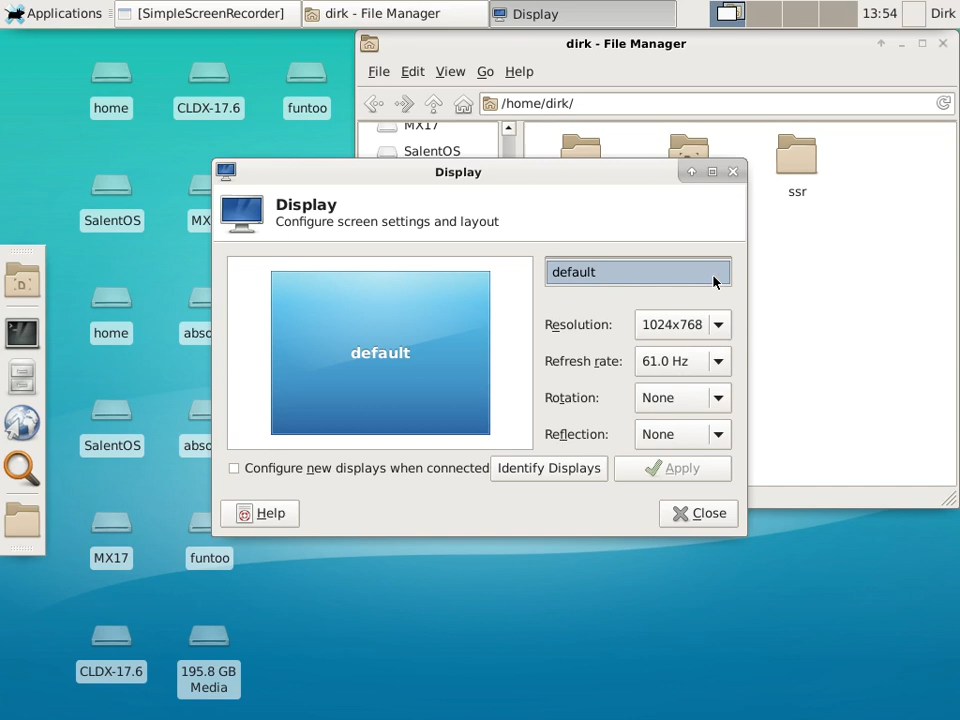 Applications
[SimpleScreenRecorder]
dirk - File Manager
Display
13:54
Dirk
dirk - File Manager
File Edit View Go Help
/home/dirk/
MX17
SalentOS
ssr
home
CLDX-17.6
funtoo
SalentOS
MX
home
abso
SalentOS
abso
MX17
funtoo
CLDX-17.6
195.8 GB
Media
D
Display
Display
Configure screen settings and layout
default
default
Resolution: 1024x768
Refresh rate: 61.0 Hz
Rotation: None
Reflection: None
Configure new displays when connected
Identify Displays
Apply
Help
Close